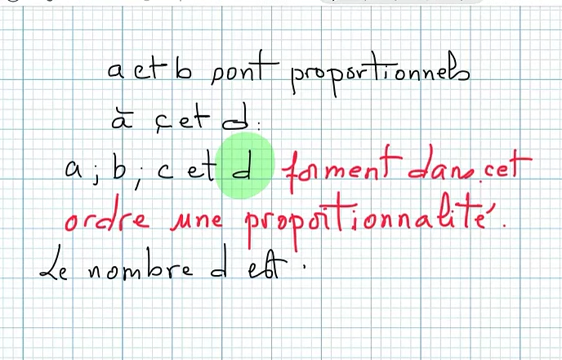 a et b sont proportionnels
à c et d.
a ; b ; c et d forment dans cet
ordre une proportionnalité.
Le nombre d est .